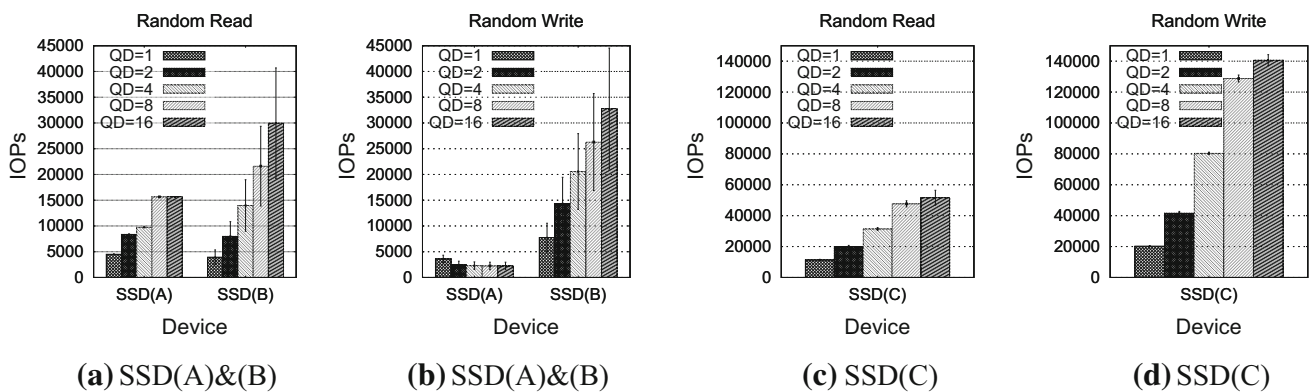 Random Read
45000
40000
35000
30000
25000
20000
15000
10000
5000
0
IOPs
QD=1
QD=2
QD=4
QD=8
QD=16
SSD(A) SSD(B)
Device
(a) SSD(A)&(B)
Random Write
45000
40000
35000
30000
25000
20000
15000
10000
5000
0
IOPs
QD=1
QD=2
QD=4
QD=8
QD=16
SSD(A) SSD(B)
Device
(b) SSD(A)&(B)
Random Read
140000
120000
100000
80000
60000
40000
20000
0
IOPs
QD=1
QD=2
QD=4
QD=8
QD=16
SSD(C)
Device
(c) SSD(C)
Random Write
140000
120000
100000
80000
60000
40000
20000
0
IOPs
QD=1
QD=2
QD=4
QD=8
QD=16
SSD(C)
Device
(d) SSD(C)